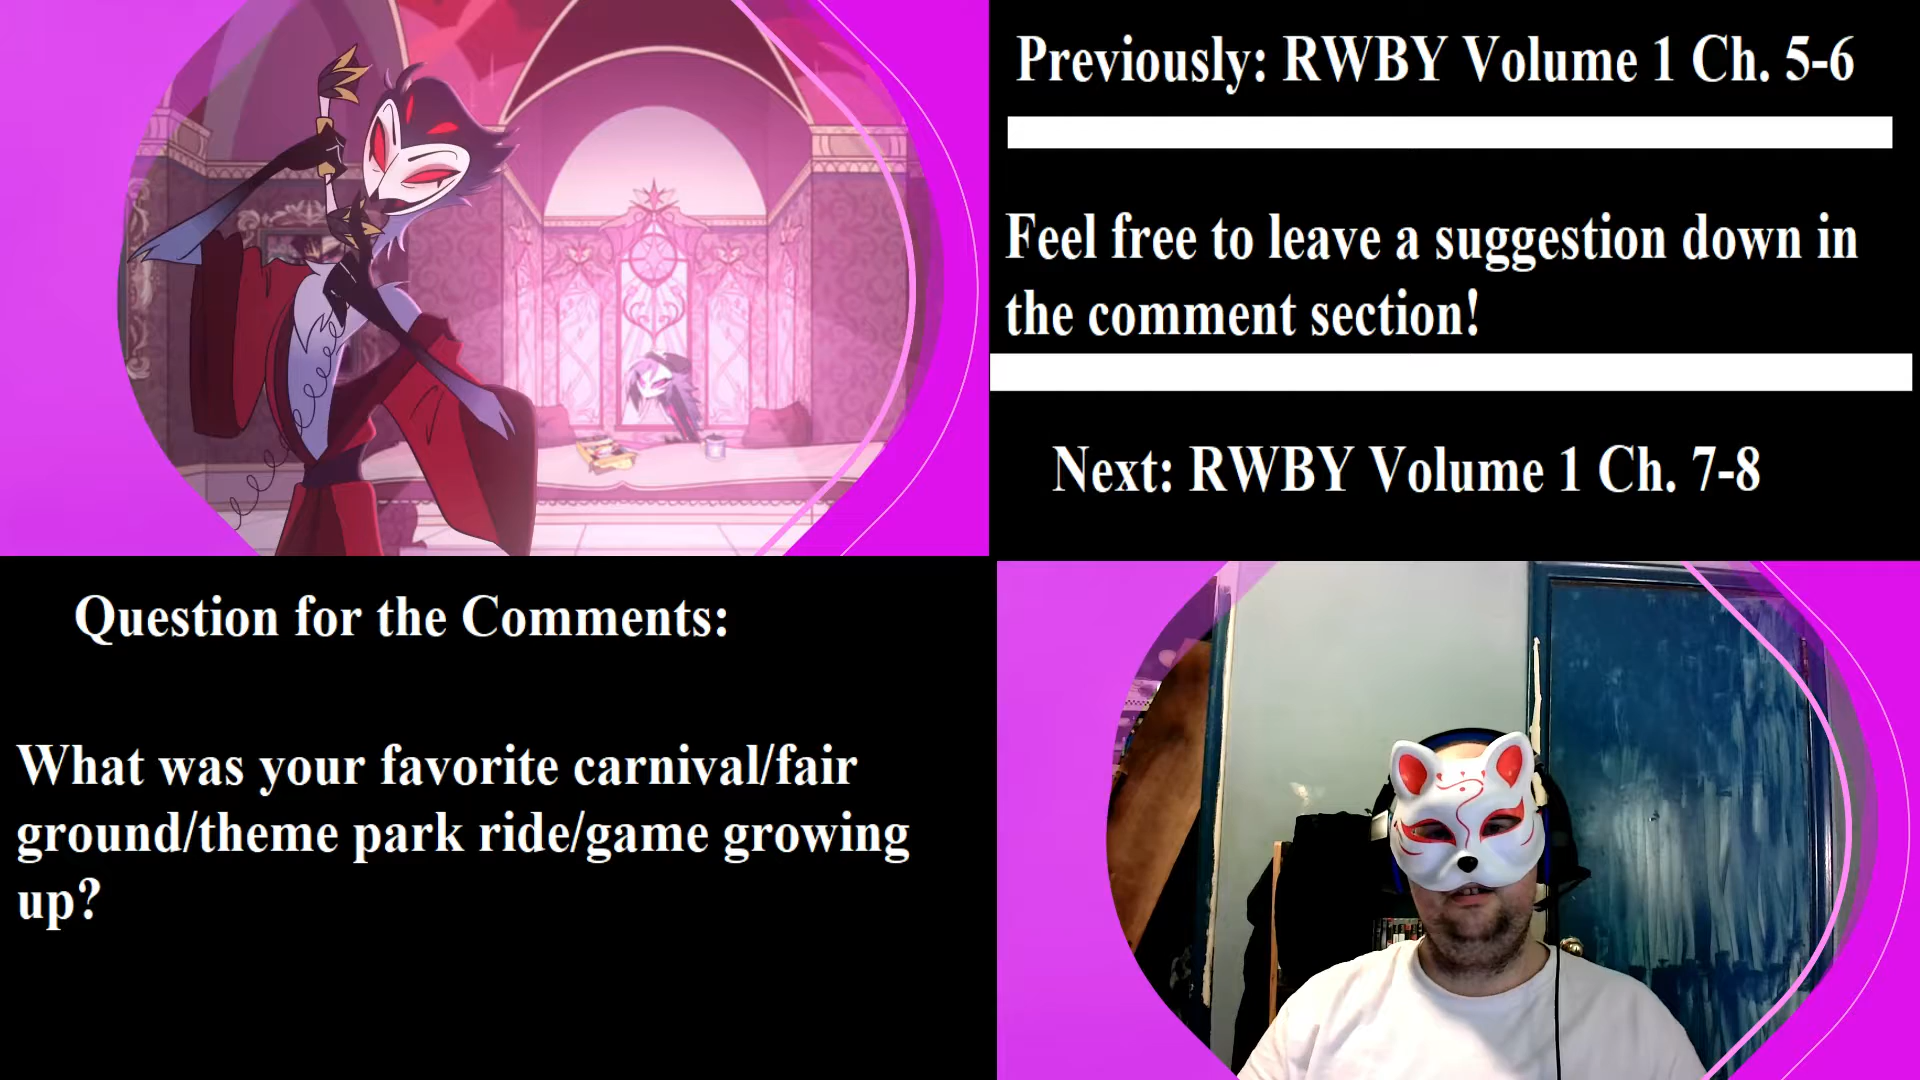 Previously: RWBY Volume 1 Ch. 5-6
Feel free to leave a suggestion down in
the comment section!
Next: RWBY Volume 1 Ch. 7-8
Question for the Comments:
What was your favorite carnival/fair
ground/theme park ride/game growing
up?